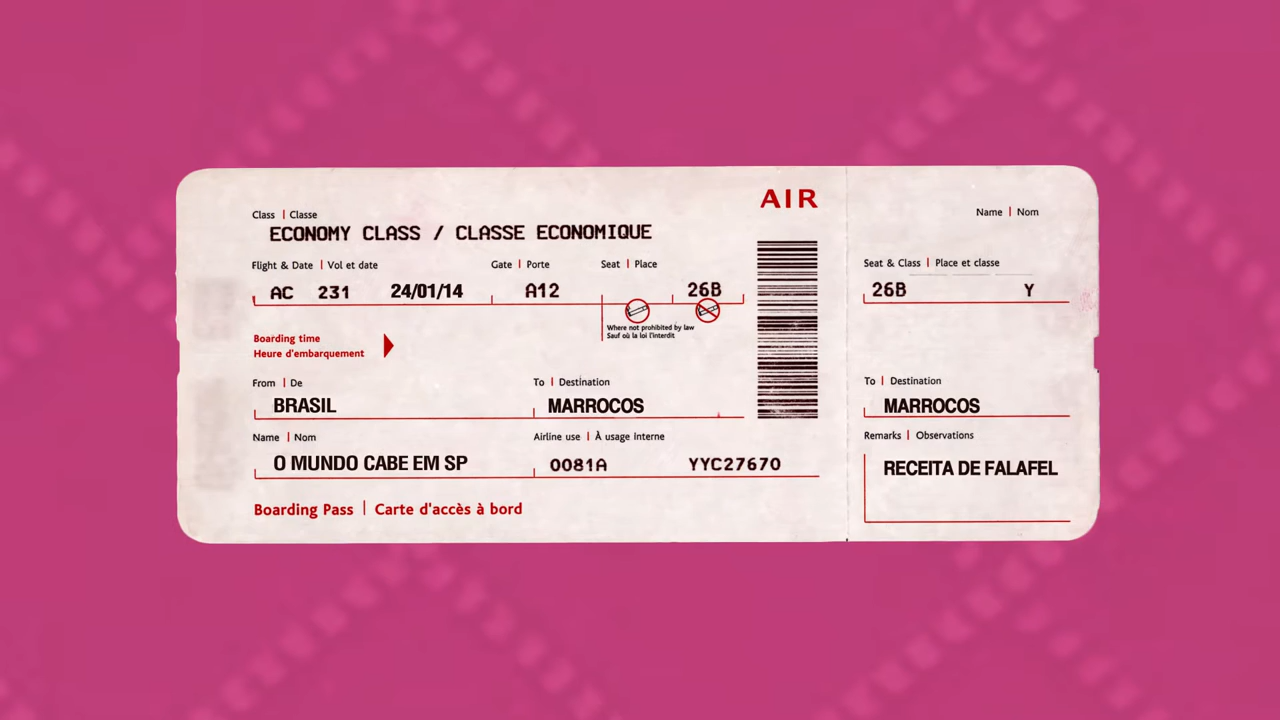 AIR
Class | Classe
ECONOMY CLASS / CLASSE ECONOMIQUE
Name | Nom
Flight & Date | Vol et date Gate | Porte Seat | Place
AC 231 24/01/14 A12 26B
Seat & Class | Place et classe
26B Y
Where not prohibited by law
Sauf où la loi l'interdit
Boarding time
Heure d'embarquement
From | De To | Destination
BRASIL MARROCOS
To | Destination
MARROCOS
Name | Nom Airline use | À usage Interne
O MUNDO CABE EM SP 0081A YYC27670
Remarks | Observations
RECEITA DE FALAFEL
Boarding Pass | Carte d'accès à bord